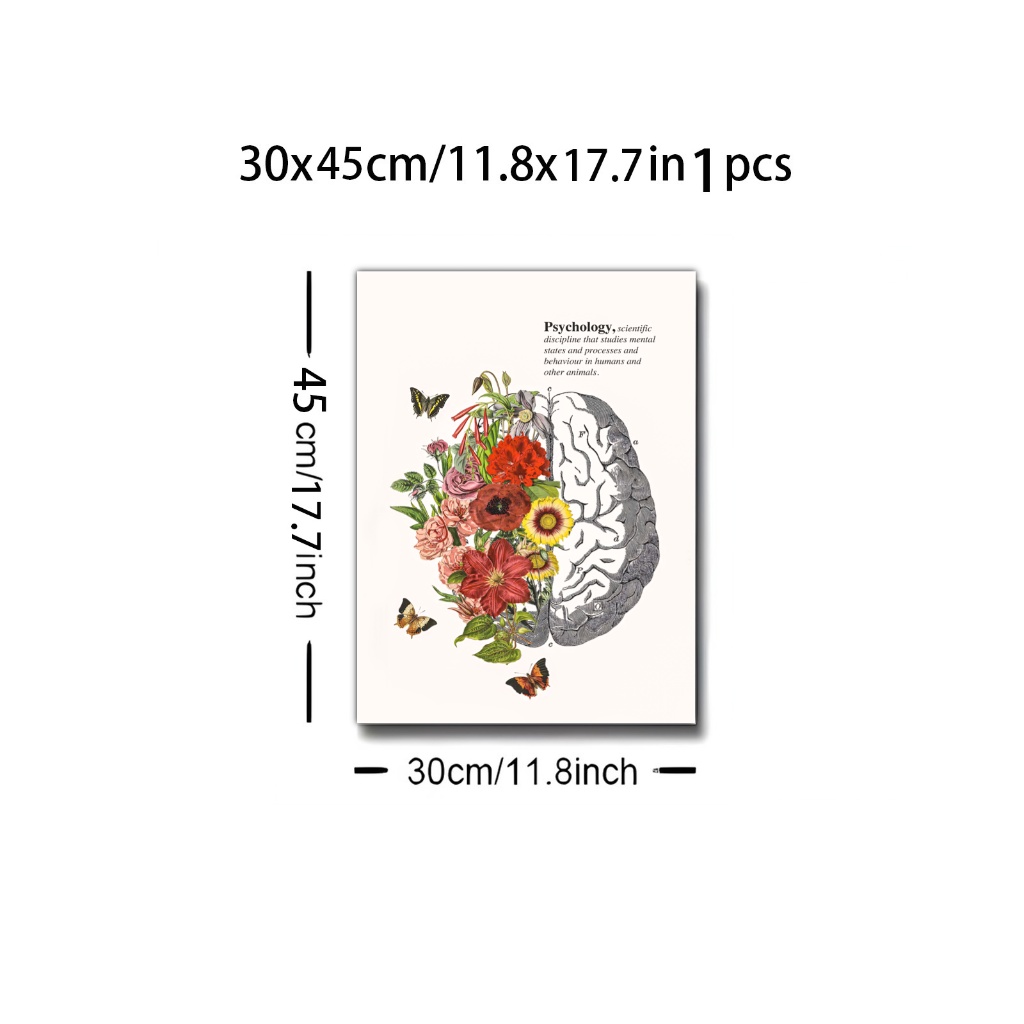 30x45cm/11.8x17.7in 1 pcs
45 cm/17.7inch
Psychology, scientific
discipline that studies mental
states and processes and
behaviour in humans and
other animals.
c
F
a
P
e
30cm/11.8inch